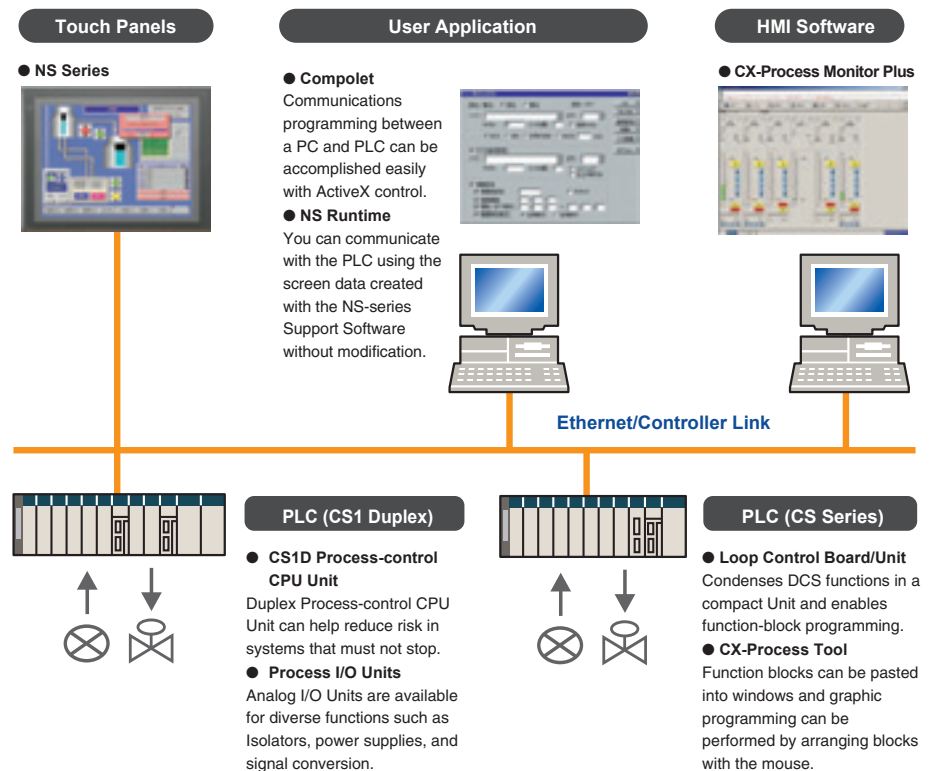 Touch Panels
● NS Series
User Application
● Compolet
Communications
programming between
a PC and PLC can be
accomplished easily
with ActiveX control.
● NS Runtime
You can communicate
with the PLC using the
screen data created
with the NS-series
Support Software
without modification.
HMI Software
● CX-Process Monitor Plus
Ethernet/Controller Link
PLC (CS1 Duplex)
● CS1D Process-control
CPU Unit
Duplex Process-control CPU
Unit can help reduce risk in
systems that must not stop.
● Process I/O Units
Analog I/O Units are available
for diverse functions such as
Isolators, power supplies, and
signal conversion.
PLC (CS Series)
● Loop Control Board/Unit
Condenses DCS functions in a
compact Unit and enables
function-block programming.
● CX-Process Tool
Function blocks can be pasted
into windows and graphic
programming can be
performed by arranging blocks
with the mouse.